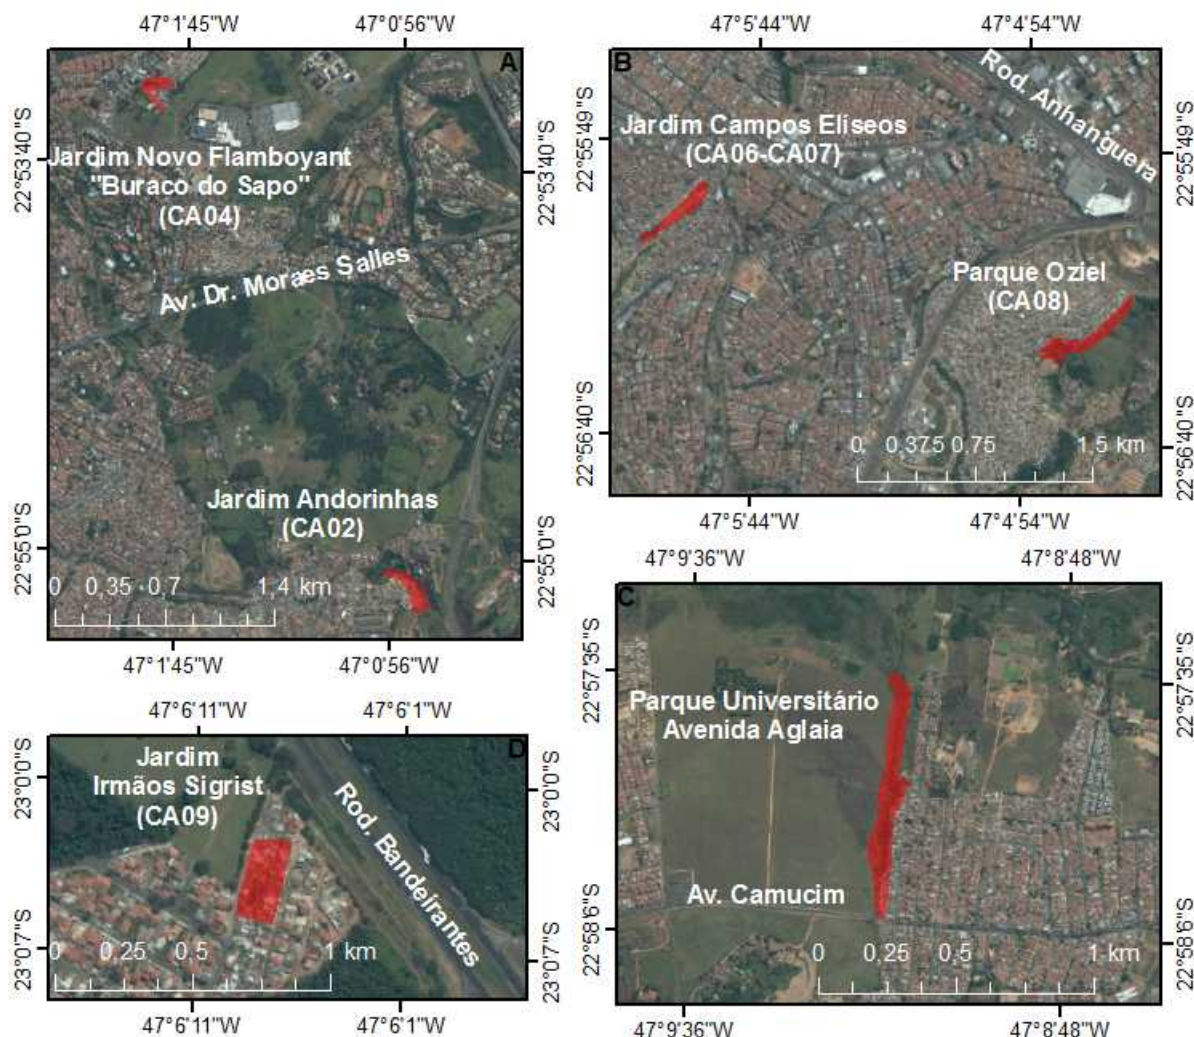 47°1'45"W 47°0'56"W
A
22°53'40"S
22°53'40"S
Jardim Novo Flamboyant
"Buraco do Sapo"
(CA04)
Av. Dr. Moraes Salles
Jardim Andorinhas
(CA02)
22°55'0"S
22°55'0"S
0 0,35 0,7 1,4 km
47°1'45"W 47°0'56"W
47°5'44"W 47°4'54"W
B
Rod. Anhanguera
22°55'49"S
22°55'49"S
Jardim Campos Elíseos
(CA06-CA07)
Parque Oziel
(CA08)
22°56'40"S
22°56'40"S
0 0,375 0,75 1,5 km
47°5'44"W 47°4'54"W
47°9'36"W 47°8'48"W
C
22°57'35"S
22°57'35"S
Parque Universitário
Avenida Aglaia
Av. Camucim
22°58'6"S
22°58'6"S
0 0,25 0,5 1 km
47°9'36"W 47°8'48"W
47°6'11"W 47°6'1"W
D
23°0'0"S
23°0'0"S
Jardim
Irmãos Sigrist
(CA09)
Rod. Bandeirantes
23°0'7"S
23°0'7"S
0 0,25 0,5 1 km
47°6'11"W 47°6'1"W